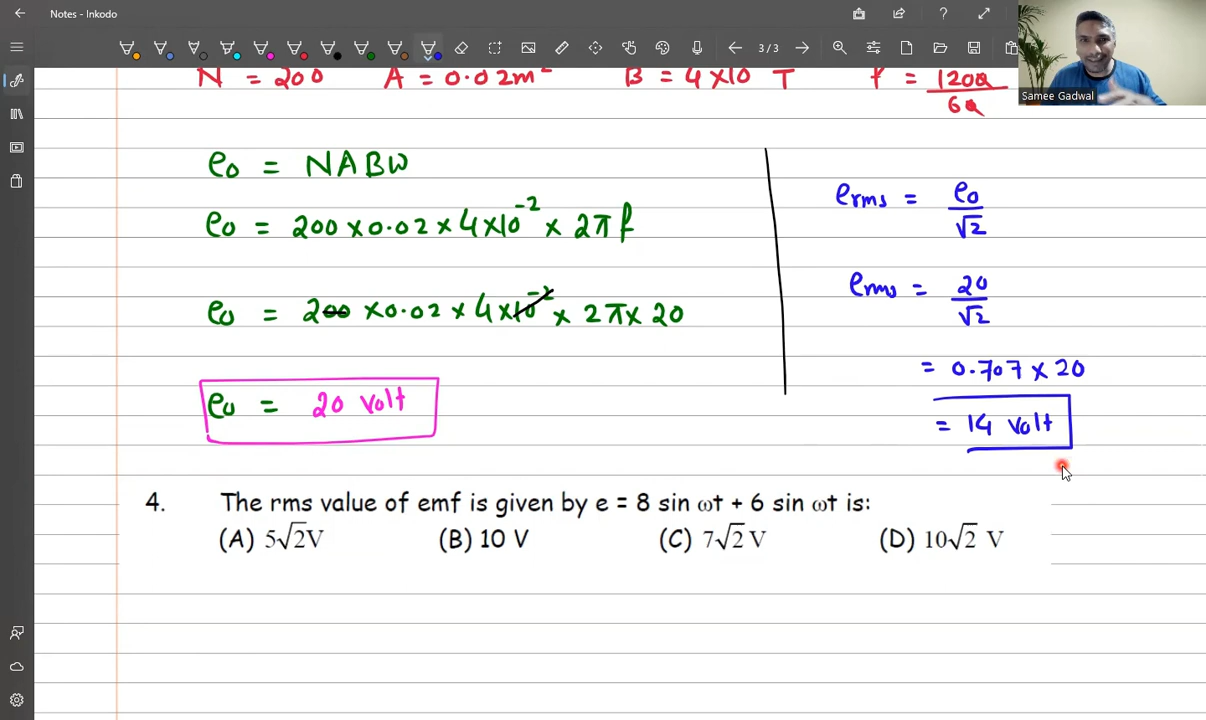 Notes - Inkodo
3/3
Samee Gadwal
N = 200 A = 0.02m² B = 4×10 T f = 1200/60
e₀ = NABω
e₀ = 200 × 0.02 × 4×10⁻² × 2πf
e₀ = 200 × 0.02 × 4×10⁻² × 2π × 20
e₀ = 20 volt
erms = e₀/√2
erms = 20/√2
= 0.707 × 20
= 14 volt
4. The rms value of emf is given by e = 8 sin ωt + 6 sin ωt is:
(A) 5√2V (B) 10 V (C) 7√2 V (D) 10√2 V